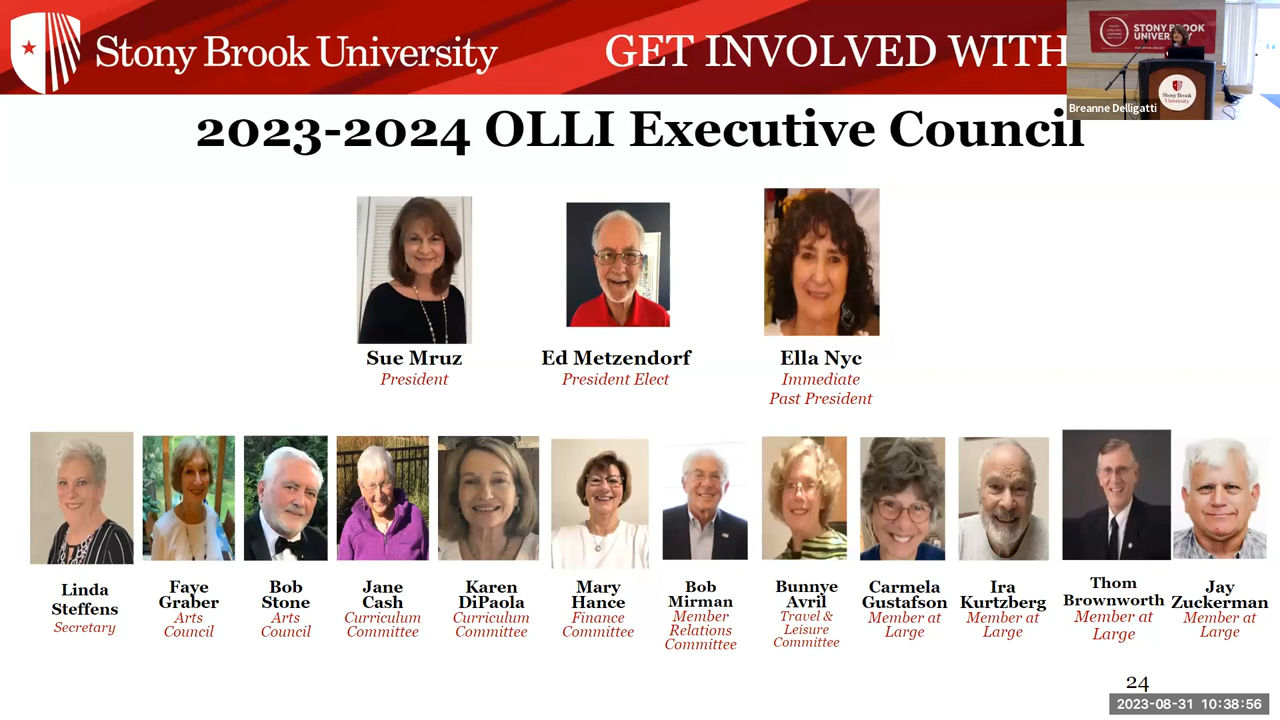 Stony Brook University
GET INVOLVED WITH
STONY BROOK
UNIVERSITY
Stony Brook
University
Breanne Delligatti
2023-2024 OLLI Executive Council
Sue Mruz
President
Ed Metzendorf
President Elect
Ella Nyc
Immediate
Past President
Linda
Steffens
Secretary
Faye
Graber
Arts
Council
Bob
Stone
Arts
Council
Jane
Cash
Curriculum
Committee
Karen
DiPaola
Curriculum
Committee
Mary
Hance
Finance
Committee
Bob
Mirman
Member
Relations
Committee
Bunnye
Avril
Travel &
Leisure
Committee
Carmela
Gustafson
Member at
Large
Ira
Kurtzberg
Member at
Large
Thom
Brownworth
Member at
Large
Jay
Zuckerman
Member at
Large
24
2023-08-31 10:38:56